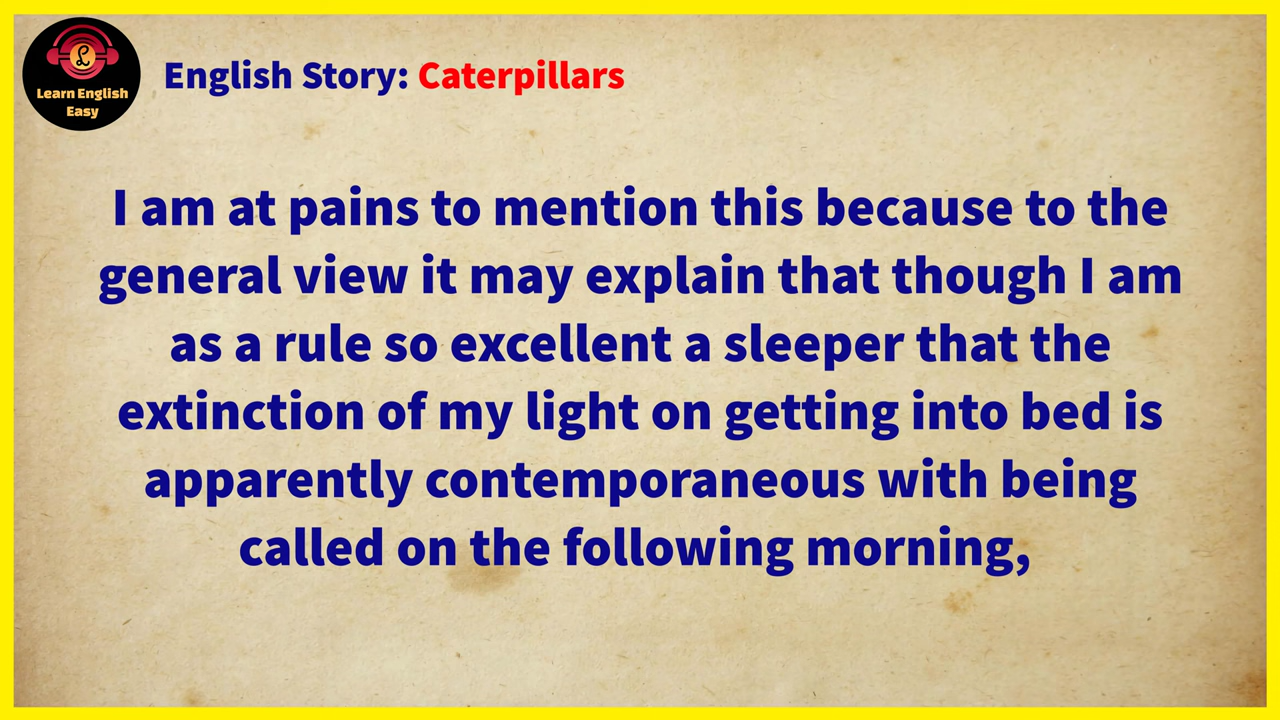 Learn English
Easy
English Story: Caterpillars
I am at pains to mention this because to the
general view it may explain that though I am
as a rule so excellent a sleeper that the
extinction of my light on getting into bed is
apparently contemporaneous with being
called on the following morning,